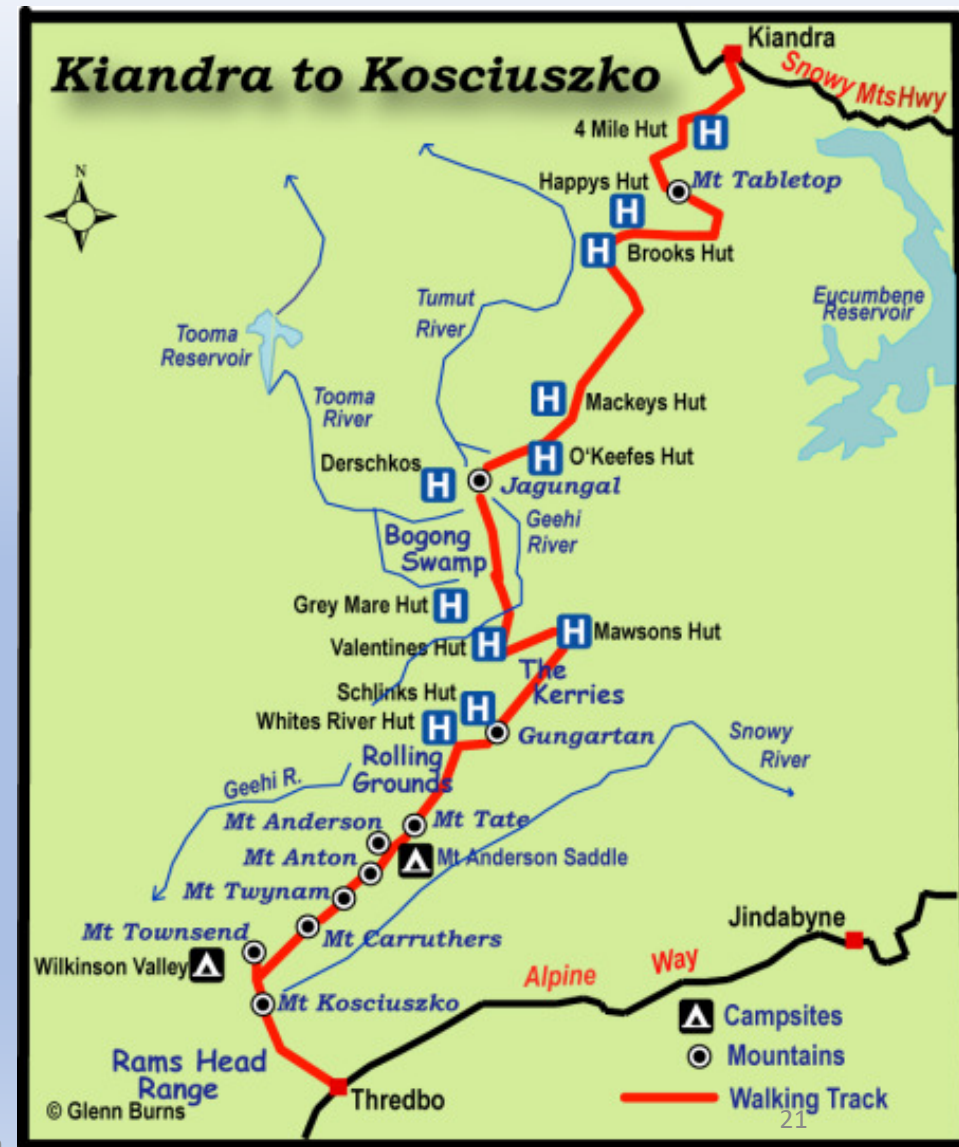 Kiandra to Kosciuszko
Kiandra
Snowy MtsHwy
4 Mile Hut
H
N
Happys Hut
Mt Tabletop
H
H
Brooks Hut
Tumut
River
Eucumbene
Reservoir
Tooma
Reservoir
Tooma
River
H
Mackeys Hut
H
O'Keefes Hut
Derschkos
H
Jagungal
Geehi
River
Bogong
Swamp
Grey Mare Hut
H
Valentines Hut
H
H
Mawsons Hut
The
Kerries
Schlinks Hut
H
Whites River Hut
H
Gungartan
Snowy
River
Rolling
Grounds
Geehi R.
Mt Anderson
Mt Tate
Mt Anton
Mt Anderson Saddle
Mt Twynam
Mt Townsend
Mt Carruthers
Jindabyne
Wilkinson Valley
Alpine Way
Mt Kosciuszko
Campsites
Mountains
Rams Head
Range
Walking Track
© Glenn Burns
Thredbo
21